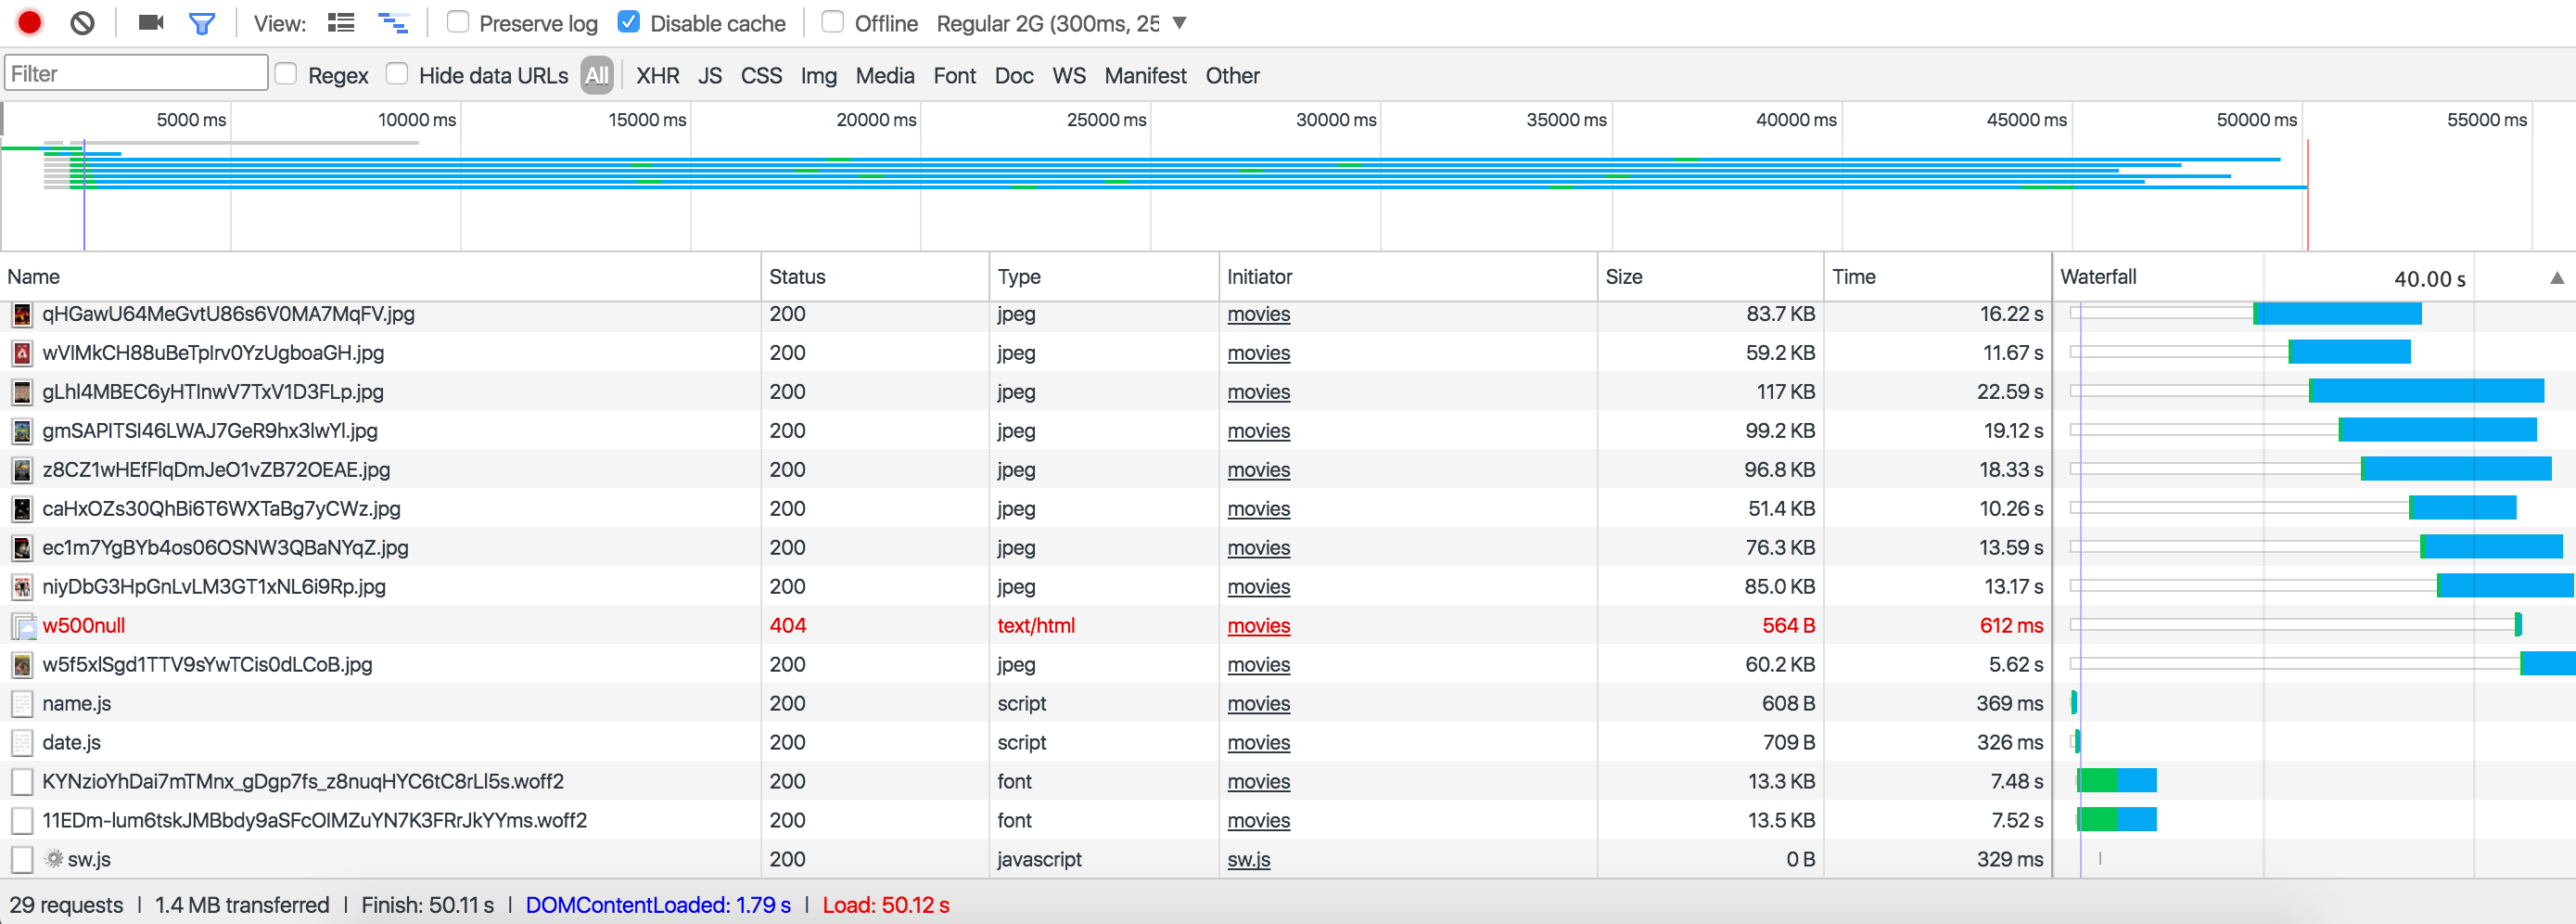 View: Preserve log Disable cache Offline Regular 2G (300ms, 25
Filter Regex Hide data URLs All XHR JS CSS Img Media Font Doc WS Manifest Other
5000 ms 10000 ms 15000 ms 20000 ms 25000 ms 30000 ms 35000 ms 40000 ms 45000 ms 50000 ms 55000 ms
Name Status Type Initiator Size Time Waterfall 40.00 s
qHGawU64MeGvtU86s6V0MA7MqFV.jpg 200 jpeg movies 83.7 KB 16.22 s
wVIMkCH88uBeTpIrv0YzUgboaGH.jpg 200 jpeg movies 59.2 KB 11.67 s
gLhl4MBEC6yHTInwV7TxV1D3FLp.jpg 200 jpeg movies 117 KB 22.59 s
gmSAPITSI46LWAJ7GeR9hx3lwYl.jpg 200 jpeg movies 99.2 KB 19.12 s
z8CZ1wHEfFlqDmJeO1vZB72OEAE.jpg 200 jpeg movies 96.8 KB 18.33 s
caHxOZs30QhBi6T6WXTaBg7yCWz.jpg 200 jpeg movies 51.4 KB 10.26 s
ec1m7YgBYb4os06OSNW3QBaNYqZ.jpg 200 jpeg movies 76.3 KB 13.59 s
niyDbG3HpGnLvLM3GT1xNL6i9Rp.jpg 200 jpeg movies 85.0 KB 13.17 s
w500null 404 text/html movies 564 B 612 ms
w5f5xlSgd1TTV9sYwTCis0dLCoB.jpg 200 jpeg movies 60.2 KB 5.62 s
name.js 200 script movies 608 B 369 ms
date.js 200 script movies 709 B 326 ms
KYNzioYhDai7mTMnx_gDgp7fs_z8nuqHYC6tC8rLl5s.woff2 200 font movies 13.3 KB 7.48 s
11EDm-lum6tskJMBbdy9aSFcOlMZuYN7K3FRrJkYYms.woff2 200 font movies 13.5 KB 7.52 s
sw.js 200 javascript sw.js 0 B 329 ms
29 requests | 1.4 MB transferred | Finish: 50.11 s | DOMContentLoaded: 1.79 s | Load: 50.12 s